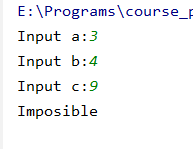 E:\Programs\course_p
Input a:3
Input b:4
Input c:9
Imposible